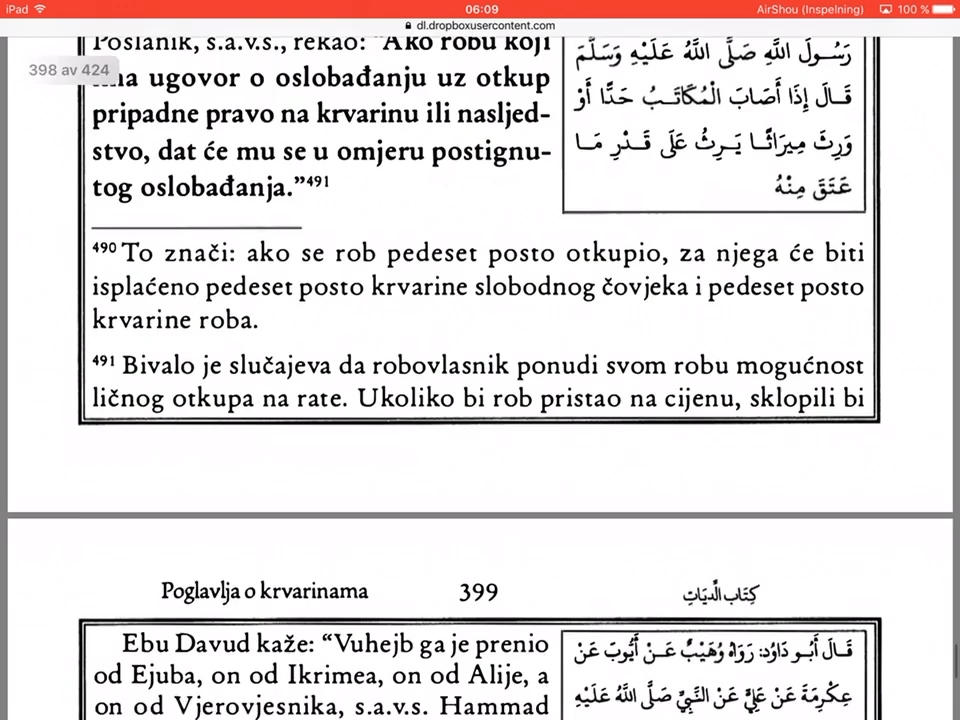 iPad 06:09 AirShou (Inspelning) 100 %
dl.dropboxusercontent.com
398 av 424
Poslanik, s.a.v.s., rekao: “Ako robu koji
ima ugovor o oslobađanju uz otkup
pripadne pravo na krvarinu ili nasljed-
stvo, dat će mu se u omjeru postignu-
tog oslobađanja.”⁴⁹¹
رَسُولَ اللَّهِ صَلَّى اللَّهُ عَلَيْهِ وَسَلَّمَ
قَالَ إِذَا أَصَابَ الْمُكَاتَبُ حَدًّا أَوْ
وَرِثَ مِيرَاثًا يَرِثُ عَلَى قَدْرِ مَا
عَتَقَ مِنْهُ
⁴⁹⁰ To znači: ako se rob pedeset posto otkupio, za njega će biti
isplaćeno pedeset posto krvarine slobodnog čovjeka i pedeset posto
krvarine roba.
⁴⁹¹ Bivalo je slučajeva da robovlasnik ponudi svom robu mogućnost
ličnog otkupa na rate. Ukoliko bi rob pristao na cijenu, sklopili bi
Poglavlja o krvarinama 399 كِتَاب الدِّيَاتِ
Ebu Davud kaže: “Vuhejb ga je prenio
od Ejuba, on od Ikrimea, on od Alije, a
on od Vjerovjesnika, s.a.v.s. Hammad
قَالَ أَبُو دَاوُد: رَوَاهُ وُهَيْبٌ عَنْ أَيُّوبَ عَنْ
عِكْرِمَةَ عَنْ عَلِيٍّ عَنْ النَّبِيِّ صَلَّى اللَّهُ عَلَيْهِ